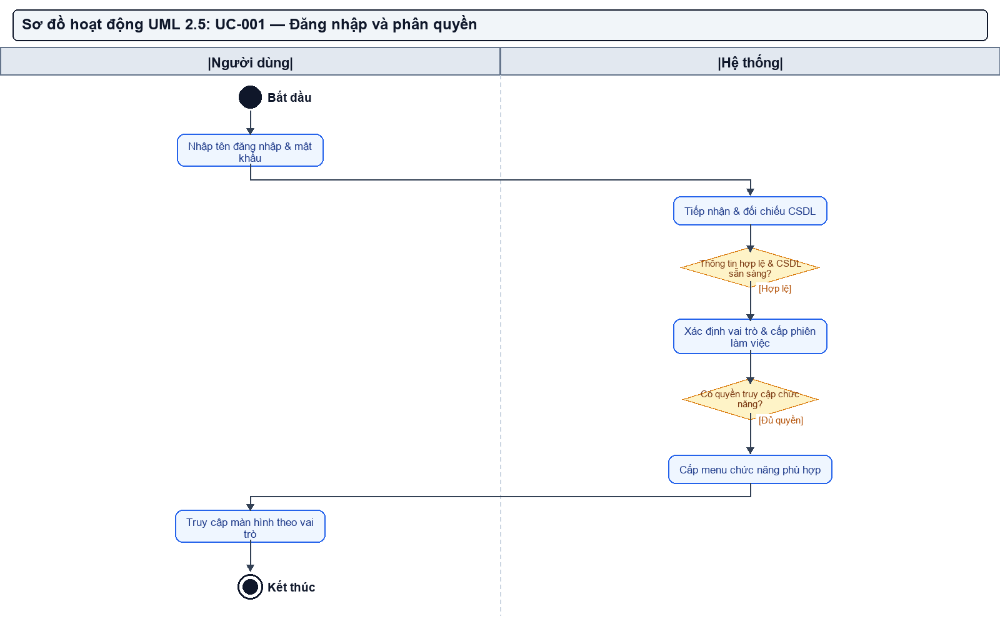 Sơ đồ hoạt động UML 2.5: UC-001 — Đăng nhập và phân quyền
|Người dùng|
|Hệ thống|
Bắt đầu
Nhập tên đăng nhập & mật
khẩu
Tiếp nhận & đối chiếu CSDL
Thông tin hợp lệ & CSDL
sẵn sàng?
[Hợp lệ]
Xác định vai trò & cấp phiên
làm việc
Có quyền truy cập chức
năng?
[Đủ quyền]
Cấp menu chức năng phù hợp
Truy cập màn hình theo vai
trò
Kết thúc